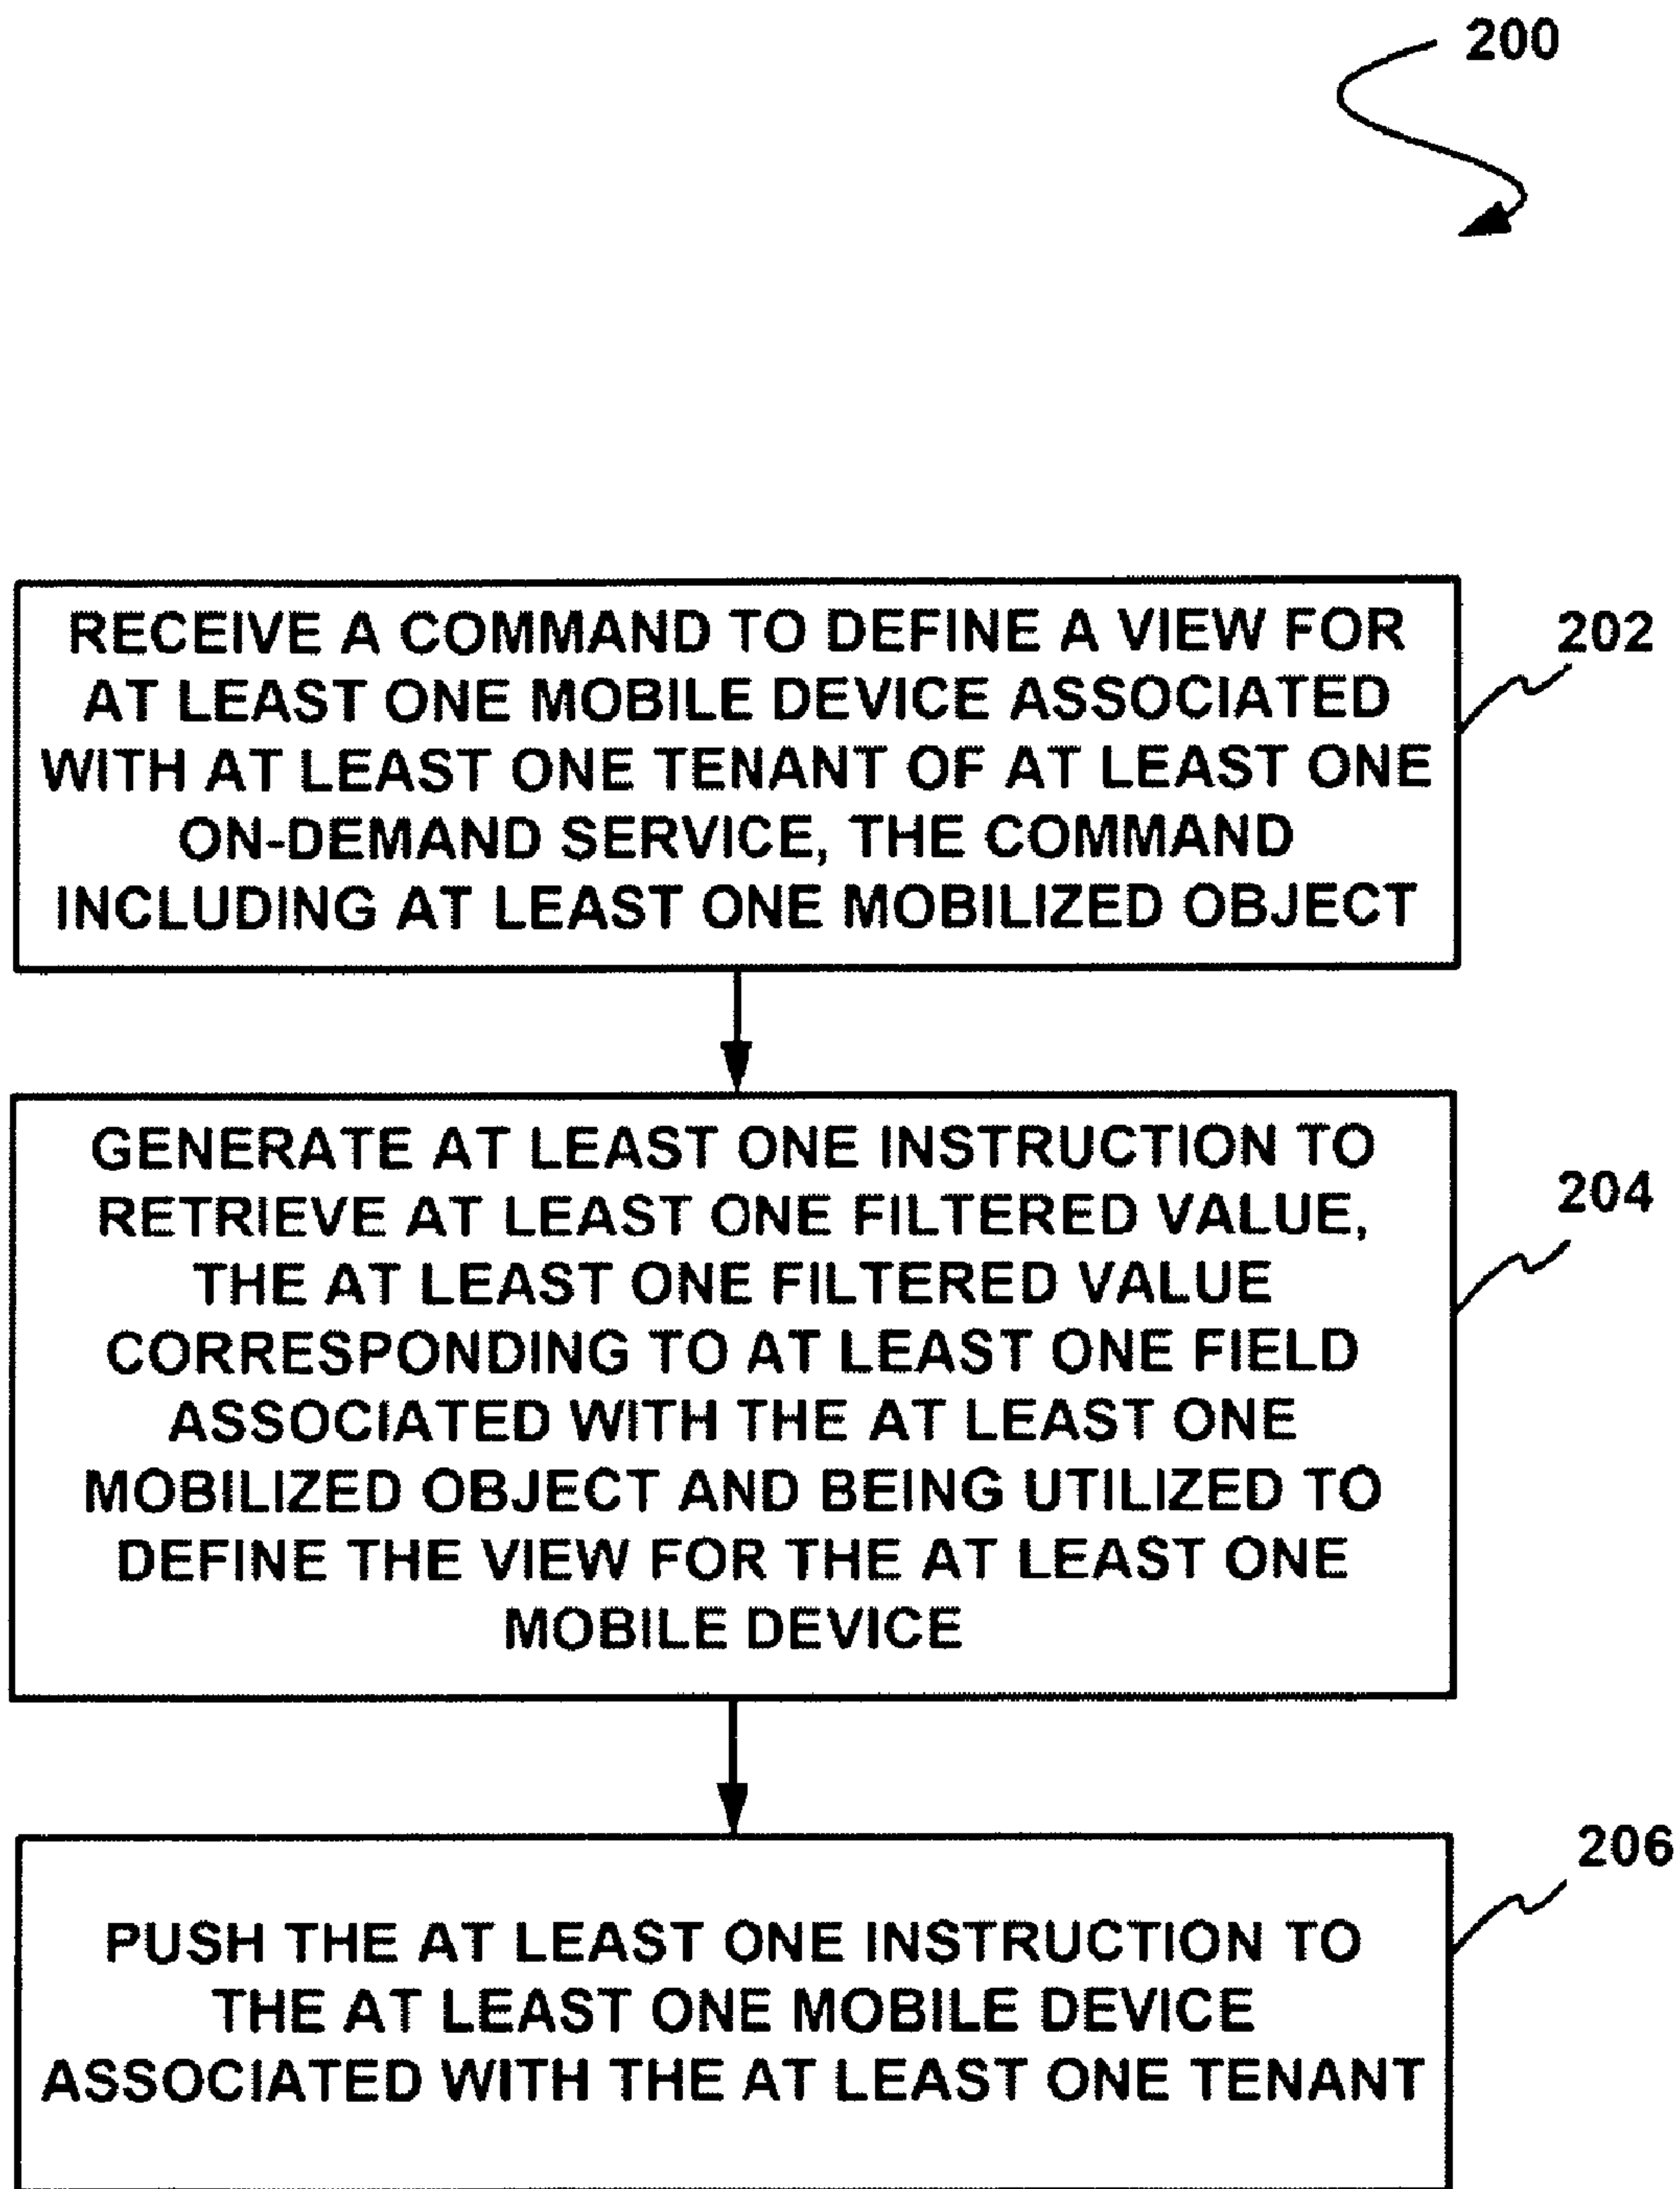 200
RECEIVE A COMMAND TO DEFINE A VIEW FOR
AT LEAST ONE MOBILE DEVICE ASSOCIATED
WITH AT LEAST ONE TENANT OF AT LEAST ONE
ON-DEMAND SERVICE, THE COMMAND
INCLUDING AT LEAST ONE MOBILIZED OBJECT
202
GENERATE AT LEAST ONE INSTRUCTION TO
RETRIEVE AT LEAST ONE FILTERED VALUE,
THE AT LEAST ONE FILTERED VALUE
CORRESPONDING TO AT LEAST ONE FIELD
ASSOCIATED WITH THE AT LEAST ONE
MOBILIZED OBJECT AND BEING UTILIZED TO
DEFINE THE VIEW FOR THE AT LEAST ONE
MOBILE DEVICE
204
PUSH THE AT LEAST ONE INSTRUCTION TO
THE AT LEAST ONE MOBILE DEVICE
ASSOCIATED WITH THE AT LEAST ONE TENANT
206